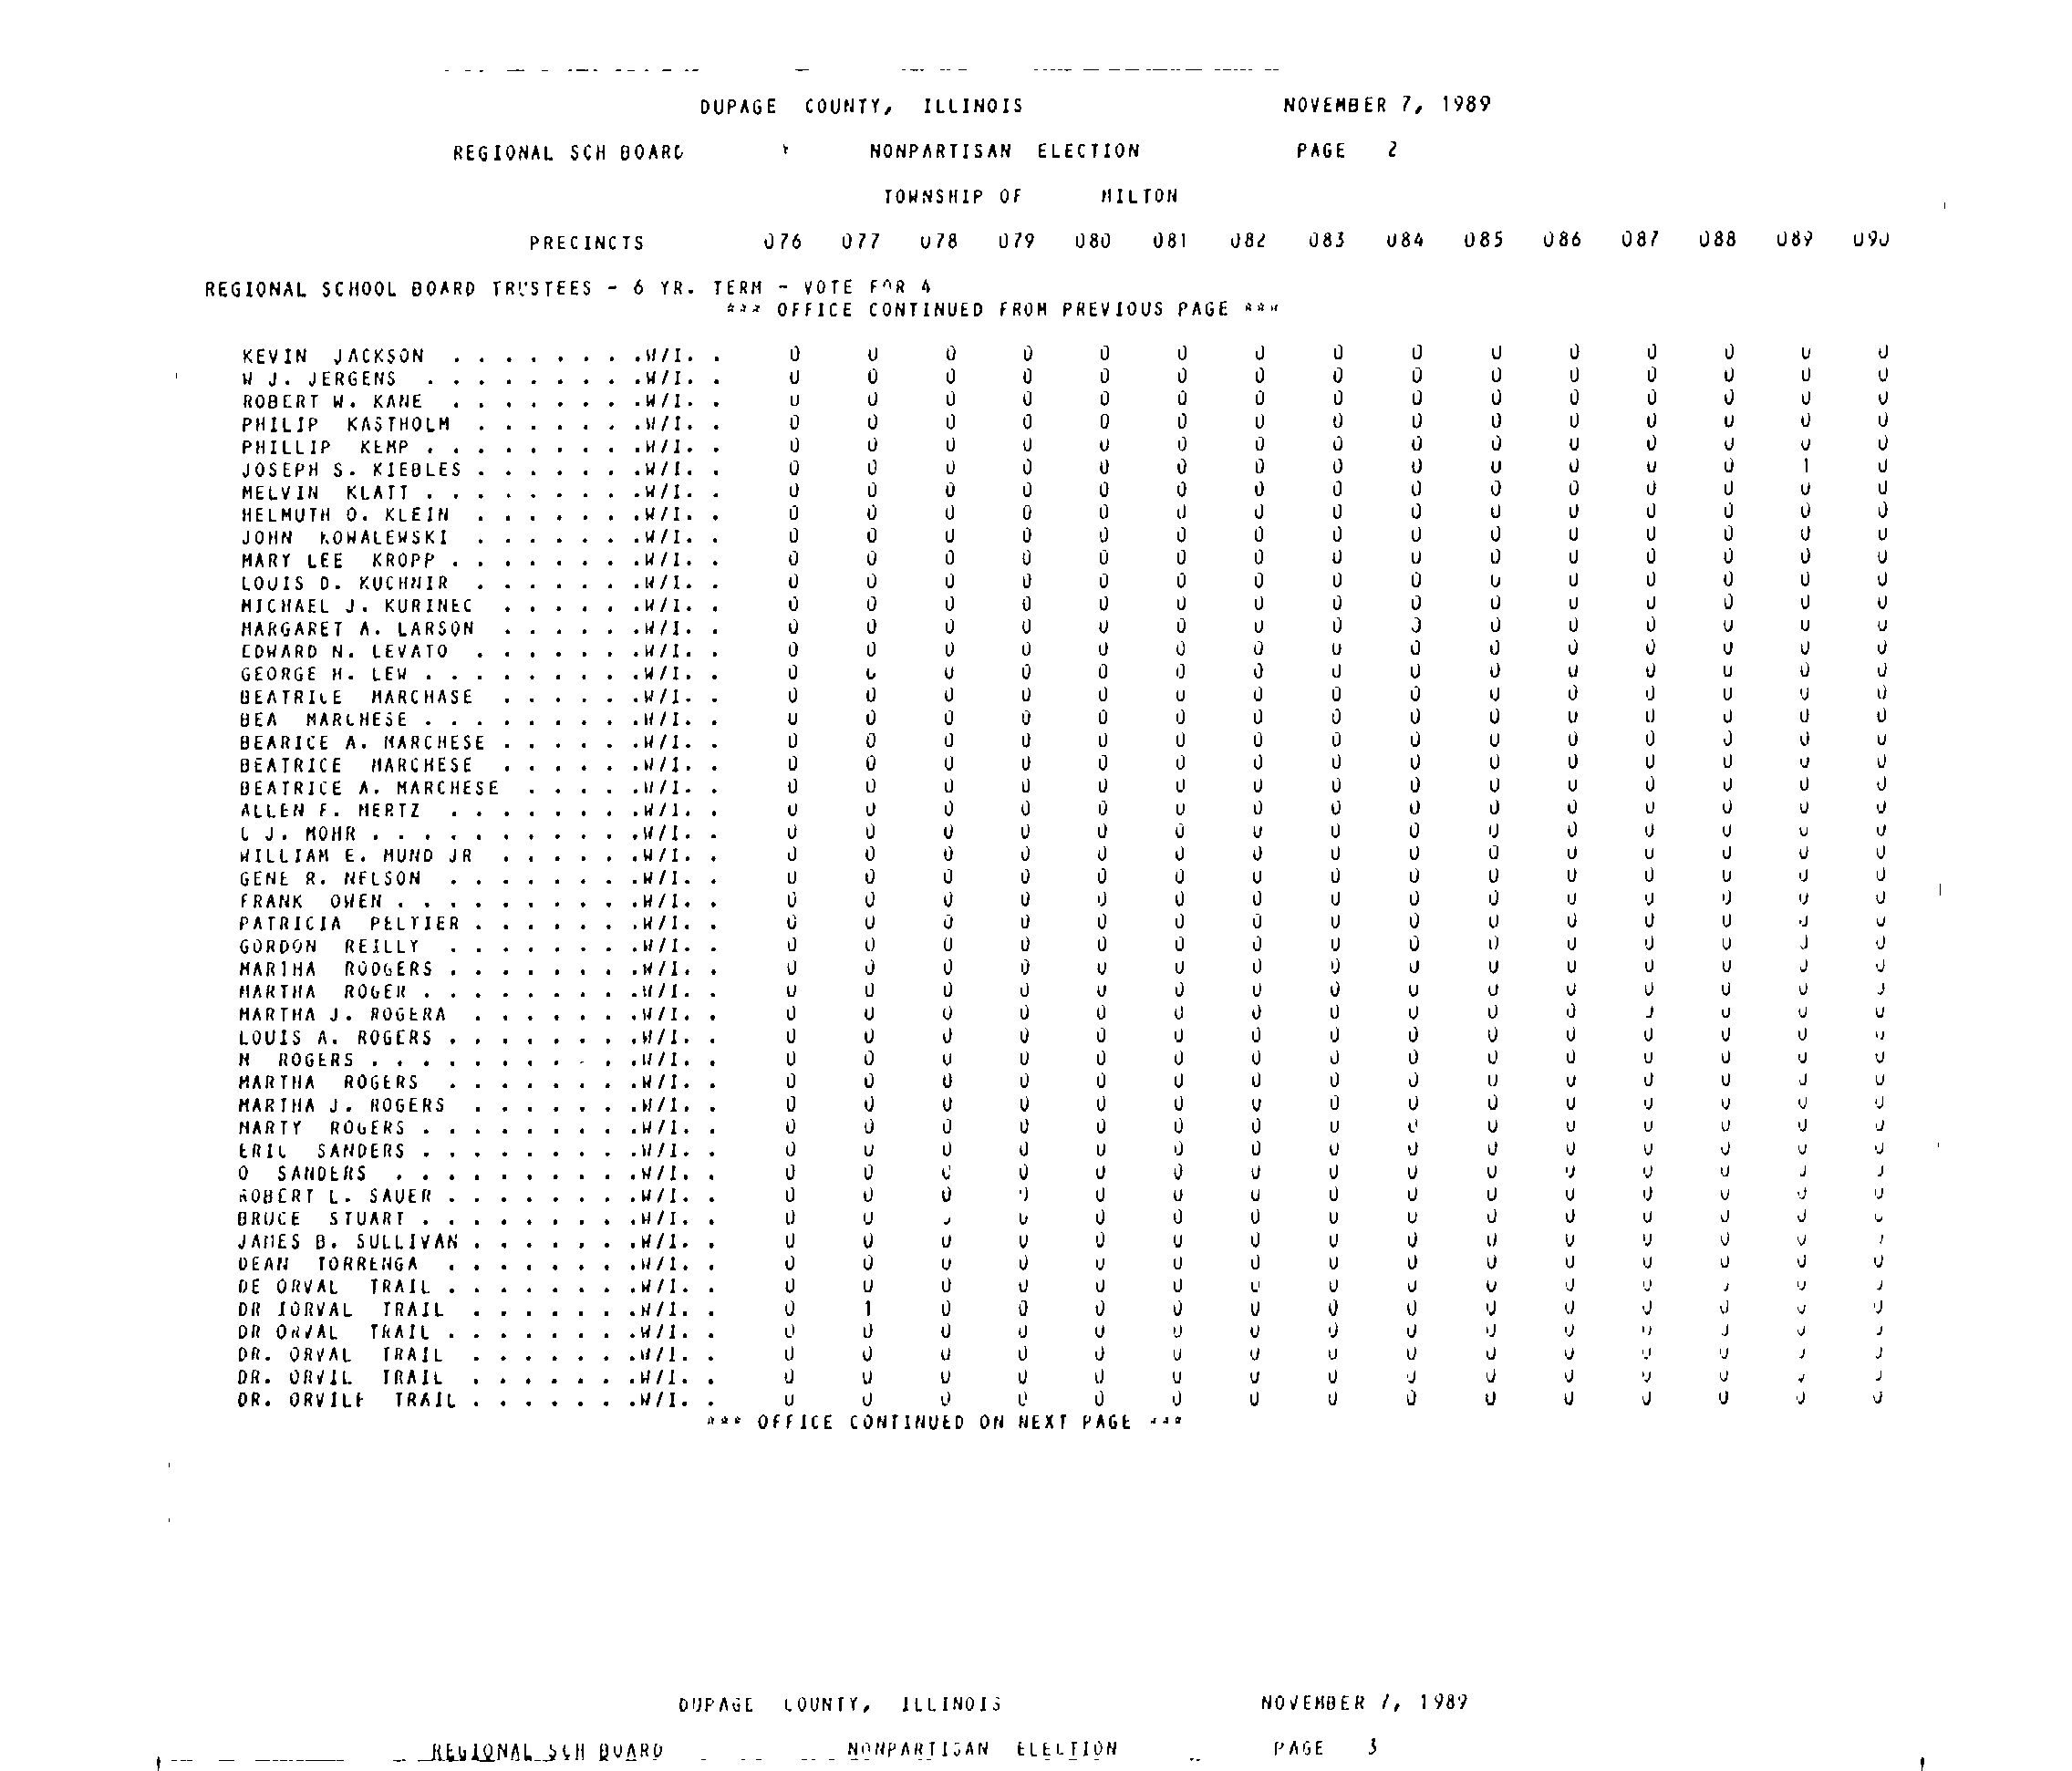 DUPAGE COUNTY, ILLINOIS NOVEMBER 7, 1989
REGIONAL SCH BOARD NONPARTISAN ELECTION PAGE 2
TOWNSHIP OF MILTON
PRECINCTS 076 077 078 079 080 081 082 083 084 085 086 087 088 089 090
REGIONAL SCHOOL BOARD TRUSTEES - 6 YR. TERM - VOTE FOR 4
*** OFFICE CONTINUED FROM PREVIOUS PAGE ***
KEVIN JACKSON . . . . . . . .W/I. . 0 0 0 0 0 0 0 0 0 0 0 0 0 0 0
W J. JERGENS . . . . . . . . .W/I. . 0 0 0 0 0 0 0 0 0 0 0 0 0 0 0
ROBERT W. KANE . . . . . . . .W/I. . 0 0 0 0 0 0 0 0 0 0 0 0 0 0 0
PHILIP KASTHOLM . . . . . . .W/I. . 0 0 0 0 0 0 0 0 0 0 0 0 0 0 0
PHILLIP KEMP . . . . . . . . .W/I. . 0 0 0 0 0 0 0 0 0 0 0 0 0 0 0
JOSEPH S. KIEBLES . . . . . . .W/I. . 0 0 0 0 0 0 0 0 0 0 0 0 0 1 0
MELVIN KLATT . . . . . . . . .W/I. . 0 0 0 0 0 0 0 0 0 0 0 0 0 0 0
HELMUTH O. KLEIN . . . . . . .W/I. . 0 0 0 0 0 0 0 0 0 0 0 0 0 0 0
JOHN KOWALEWSKI . . . . . . .W/I. . 0 0 0 0 0 0 0 0 0 0 0 0 0 0 0
MARY LEE KROPP . . . . . . . .W/I. . 0 0 0 0 0 0 0 0 0 0 0 0 0 0 0
LOUIS D. KUCHNIR . . . . . . .W/I. . 0 0 0 0 0 0 0 0 0 0 0 0 0 0 0
MICHAEL J. KURINEC . . . . . .W/I. . 0 0 0 0 0 0 0 0 0 0 0 0 0 0 0
MARGARET A. LARSON . . . . . .W/I. . 0 0 0 0 0 0 0 0 0 0 0 0 0 0 0
EDWARD N. LEVATO . . . . . . .W/I. . 0 0 0 0 0 0 0 0 0 0 0 0 0 0 0
GEORGE H. LEW . . . . . . . . .W/I. . 0 0 0 0 0 0 0 0 0 0 0 0 0 0 0
BEATRICE MARCHASE . . . . . .W/I. . 0 0 0 0 0 0 0 0 0 0 0 0 0 0 0
BEA MARCHESE . . . . . . . . .W/I. . 0 0 0 0 0 0 0 0 0 0 0 0 0 0 0
BEARICE A. MARCHESE . . . . . .W/I. . 0 0 0 0 0 0 0 0 0 0 0 0 0 0 0
BEATRICE MARCHESE . . . . . .W/I. . 0 0 0 0 0 0 0 0 0 0 0 0 0 0 0
BEATRICE A. MARCHESE . . . . .W/I. . 0 0 0 0 0 0 0 0 0 0 0 0 0 0 0
ALLEN F. MERTZ . . . . . . . .W/I. . 0 0 0 0 0 0 0 0 0 0 0 0 0 0 0
L J. MOHR . . . . . . . . . . .W/I. . 0 0 0 0 0 0 0 0 0 0 0 0 0 0 0
WILLIAM E. MUND JR . . . . . .W/I. . 0 0 0 0 0 0 0 0 0 0 0 0 0 0 0
GENE R. NELSON . . . . . . . .W/I. . 0 0 0 0 0 0 0 0 0 0 0 0 0 0 0
FRANK OWEN . . . . . . . . . .W/I. . 0 0 0 0 0 0 0 0 0 0 0 0 0 0 0
PATRICIA PELTIER . . . . . . .W/I. . 0 0 0 0 0 0 0 0 0 0 0 0 0 0 0
GORDON REILLY . . . . . . . .W/I. . 0 0 0 0 0 0 0 0 0 0 0 0 0 0 0
MARTHA RODGERS . . . . . . . .W/I. . 0 0 0 0 0 0 0 0 0 0 0 0 0 0 0
MARTHA ROGER . . . . . . . . .W/I. . 0 0 0 0 0 0 0 0 0 0 0 0 0 0 0
MARTHA J. ROGERA . . . . . . .W/I. . 0 0 0 0 0 0 0 0 0 0 0 0 0 0 0
LOUIS A. ROGERS . . . . . . . .W/I. . 0 0 0 0 0 0 0 0 0 0 0 0 0 0 0
M ROGERS . . . . . . . . . . .W/I. . 0 0 0 0 0 0 0 0 0 0 0 0 0 0 0
MARTHA ROGERS . . . . . . . .W/I. . 0 0 0 0 0 0 0 0 0 0 0 0 0 0 0
MARTHA J. ROGERS . . . . . . .W/I. . 0 0 0 0 0 0 0 0 0 0 0 0 0 0 0
MARTY ROGERS . . . . . . . . .W/I. . 0 0 0 0 0 0 0 0 0 0 0 0 0 0 0
ERIC SANDERS . . . . . . . . .W/I. . 0 0 0 0 0 0 0 0 0 0 0 0 0 0 0
O SANDERS . . . . . . . . . .W/I. . 0 0 0 0 0 0 0 0 0 0 0 0 0 0 0
ROBERT L. SAUER . . . . . . . .W/I. . 0 0 0 0 0 0 0 0 0 0 0 0 0 0 0
BRUCE STUART . . . . . . . . .W/I. . 0 0 0 0 0 0 0 0 0 0 0 0 0 0 0
JAMES B. SULLIVAN . . . . . . .W/I. . 0 0 0 0 0 0 0 0 0 0 0 0 0 0 0
DEAN TORRENGA . . . . . . . .W/I. . 0 0 0 0 0 0 0 0 0 0 0 0 0 0 0
DE ORVAL TRAIL . . . . . . . .W/I. . 0 0 0 0 0 0 0 0 0 0 0 0 0 0 0
DR IORVAL TRAIL . . . . . . .W/I. . 0 1 0 0 0 0 0 0 0 0 0 0 0 0 0
DR ORVAL TRAIL . . . . . . . .W/I. . 0 0 0 0 0 0 0 0 0 0 0 0 0 0 0
DR. ORVAL TRAIL . . . . . . .W/I. . 0 0 0 0 0 0 0 0 0 0 0 0 0 0 0
DR. ORVIL TRAIL . . . . . . .W/I. . 0 0 0 0 0 0 0 0 0 0 0 0 0 0 0
DR. ORVILE TRAIL . . . . . . .W/I. . 0 0 0 0 0 0 0 0 0 0 0 0 0 0 0
*** OFFICE CONTINUED ON NEXT PAGE ***
DUPAGE COUNTY, ILLINOIS NOVEMBER 7, 1989
REGIONAL SCH BOARD NONPARTISAN ELECTION PAGE 3